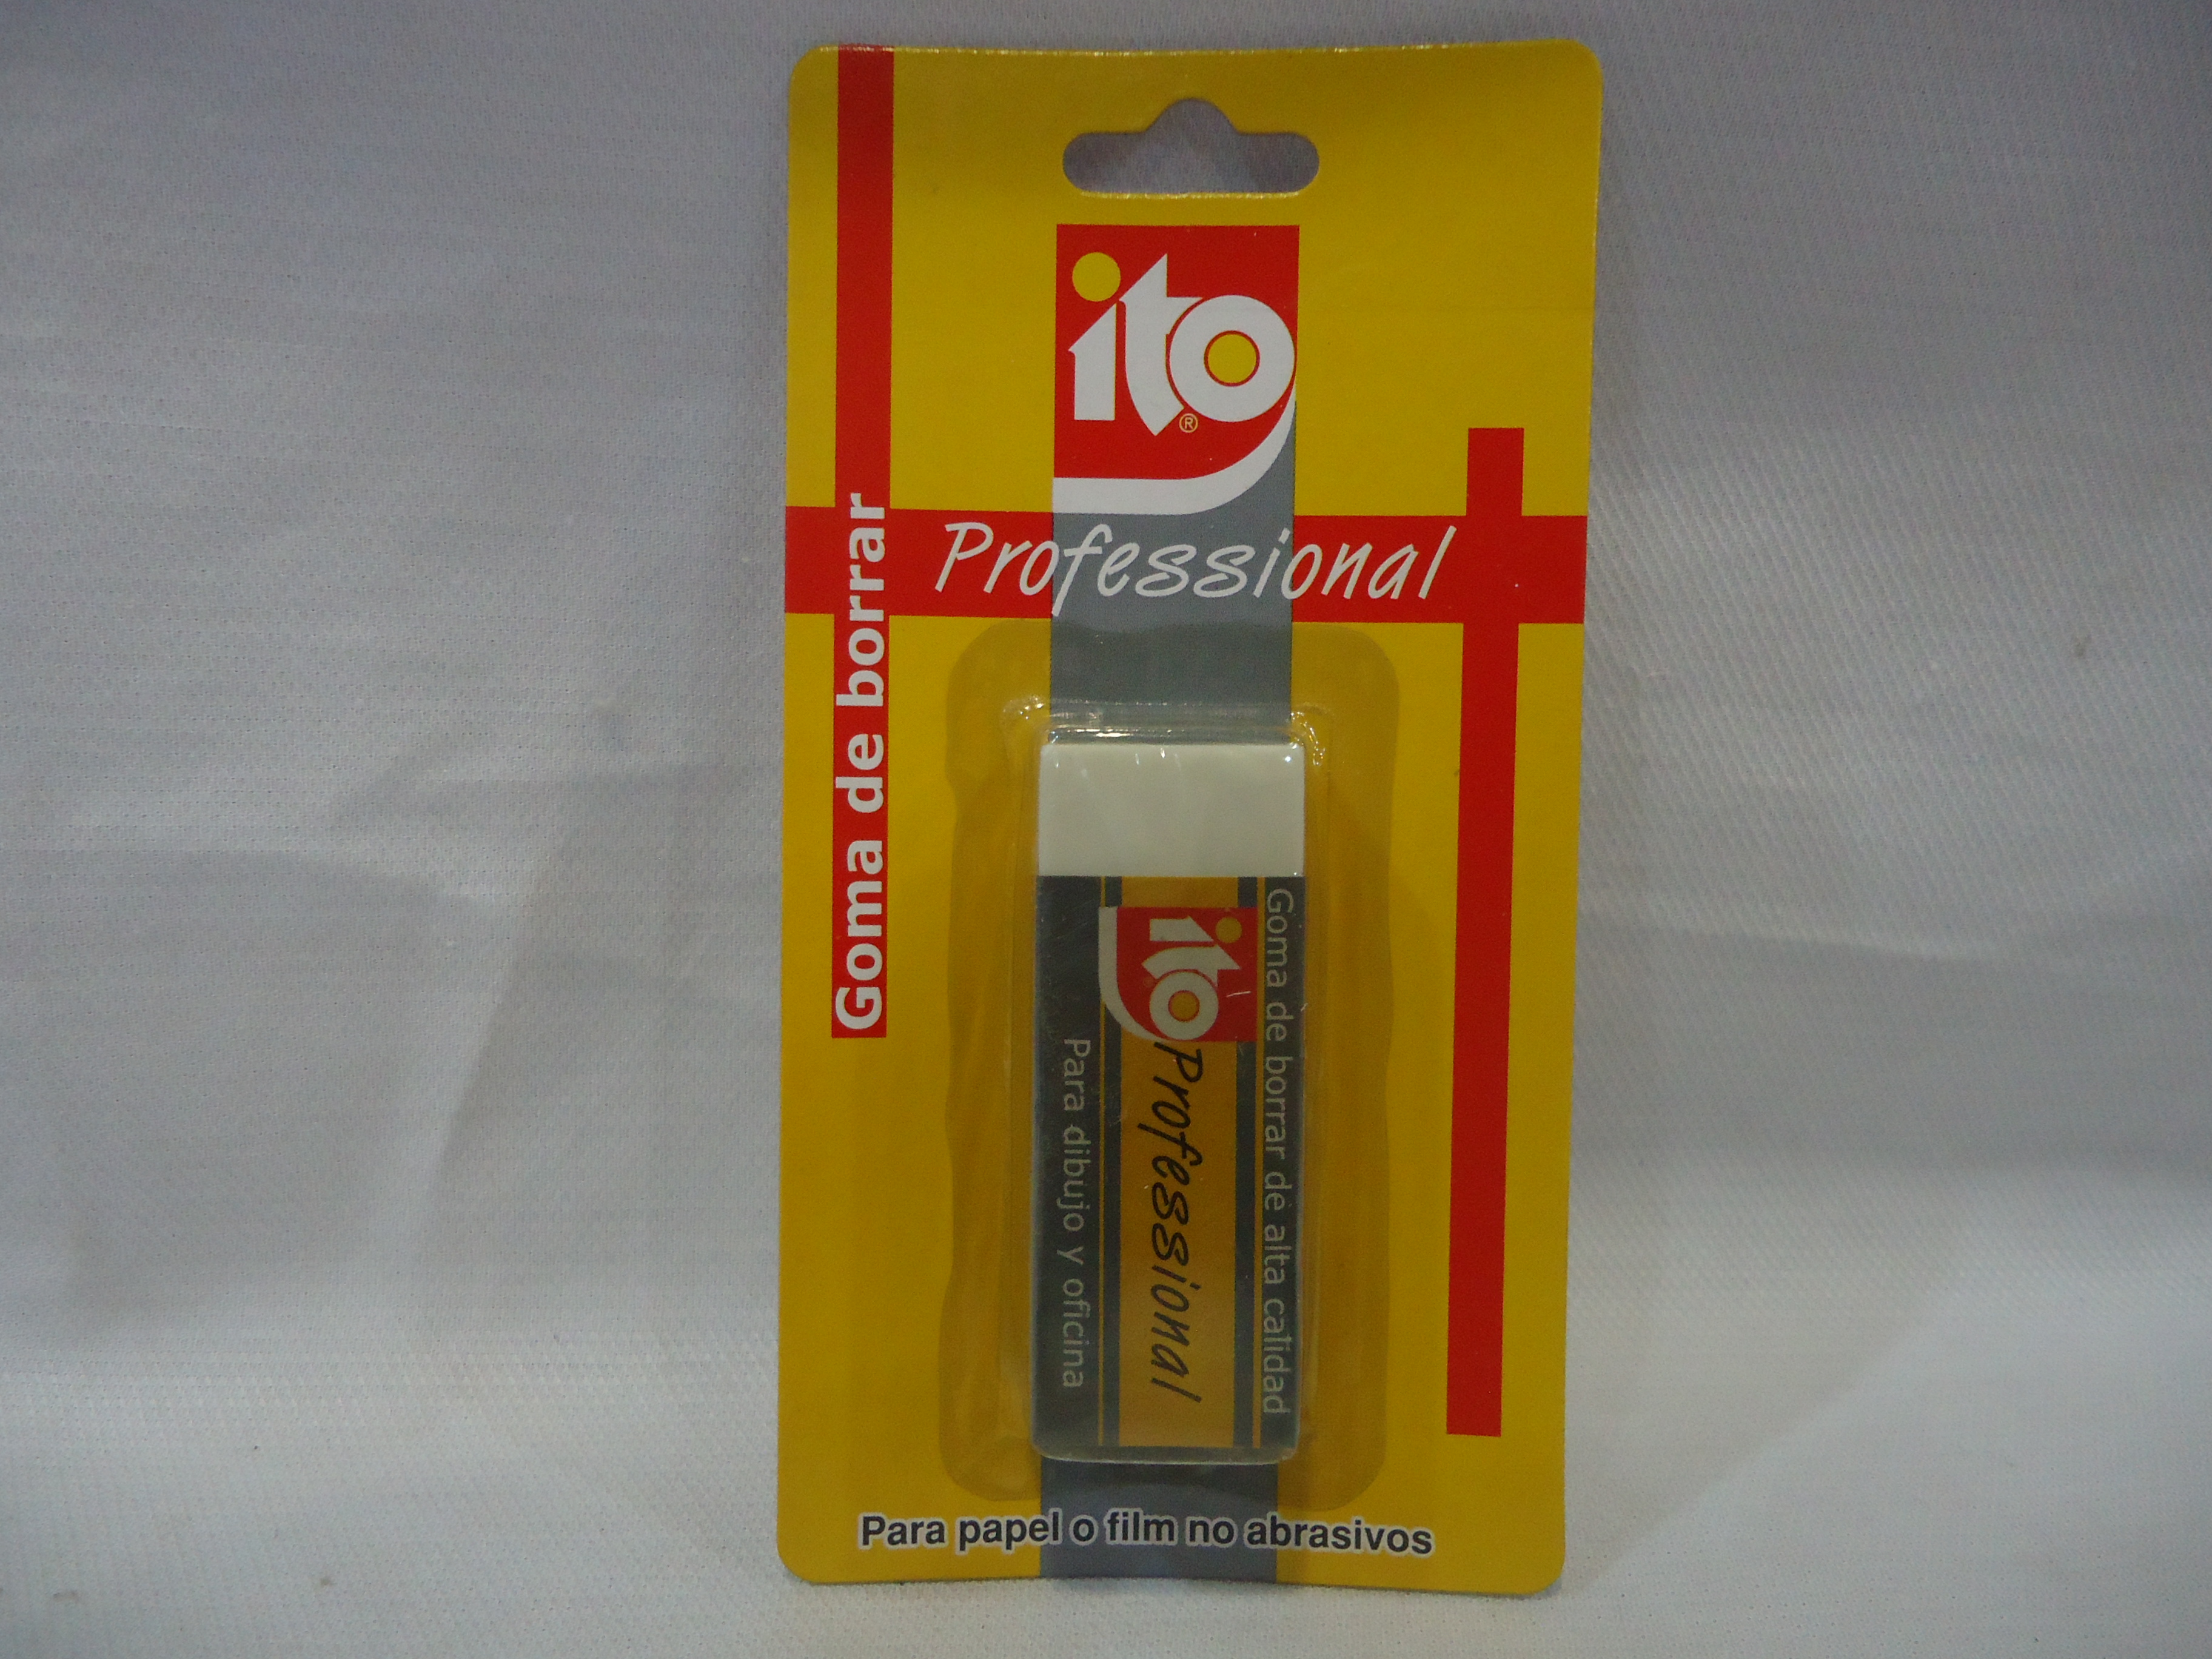 ito
®
Professional
Goma de borrar
ito
Professional
Goma de borrar de alta calidad
Para dibujo y oficina
Para papel o film no abrasivos